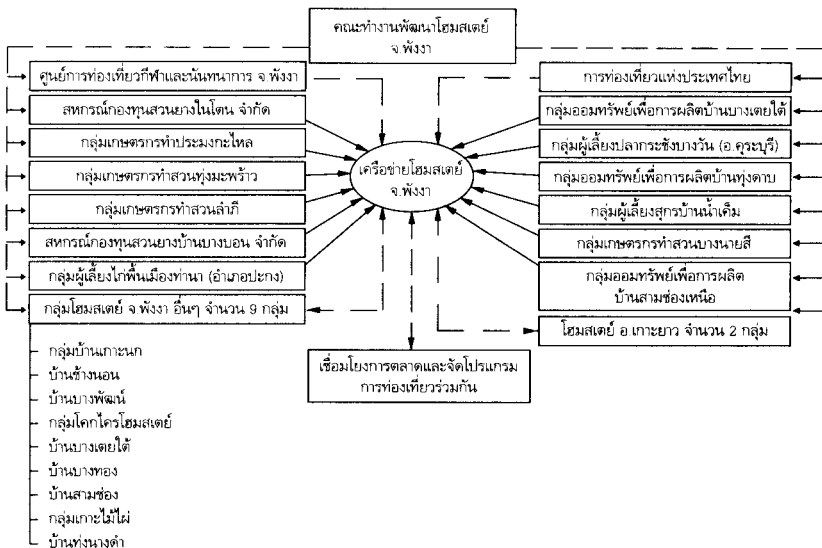 คณะทำงานพัฒนาโฮมสเตย์
จ.พังงา
ศูนย์การท่องเที่ยวกีฬาและนันทนาการ จ.พังงา
สหกรณ์กองทุนสวนยางในโตน จำกัด
กลุ่มเกษตรกรทำประมงกะไหล
กลุ่มเกษตรกรทำสวนทุ่งมะพร้าว
กลุ่มเกษตรกรทำสวนลำภี
สหกรณ์กองทุนสวนยางบ้านบางบอน จำกัด
กลุ่มผู้เลี้ยงไก่พื้นเมืองท่านา (อำเภอปะกง)
กลุ่มโฮมสเตย์ จ.พังงา อื่นๆ จำนวน 9 กลุ่ม
กลุ่มบ้านเกาะนก
บ้านช้างนอน
บ้านบางพัฒน์
กลุ่มโคกไครโฮมสเตย์
บ้านบางเตยใต้
บ้านบางทอง
บ้านสามช่อง
กลุ่มเกาะไม้ไผ่
บ้านทุ่งนางดำ
เครือข่ายโฮมสเตย์
จ.พังงา
เชื่อมโยงการตลาดและจัดโปรแกรม
การท่องเที่ยวร่วมกัน
การท่องเที่ยวแห่งประเทศไทย
กลุ่มออมทรัพย์เพื่อการผลิตบ้านบางเตยใต้
กลุ่มผู้เลี้ยงปลากระชังบางวัน (อ.คุระบุรี)
กลุ่มออมทรัพย์เพื่อการผลิตบ้านทุ่งดาบ
กลุ่มผู้เลี้ยงสุกรบ้านน้ำเค็ม
กลุ่มเกษตรกรทำสวนบางนายสี
กลุ่มออมทรัพย์เพื่อการผลิต
บ้านสามช่องเหนือ
โฮมสเตย์ อ.เกาะยาว จำนวน 2 กลุ่ม